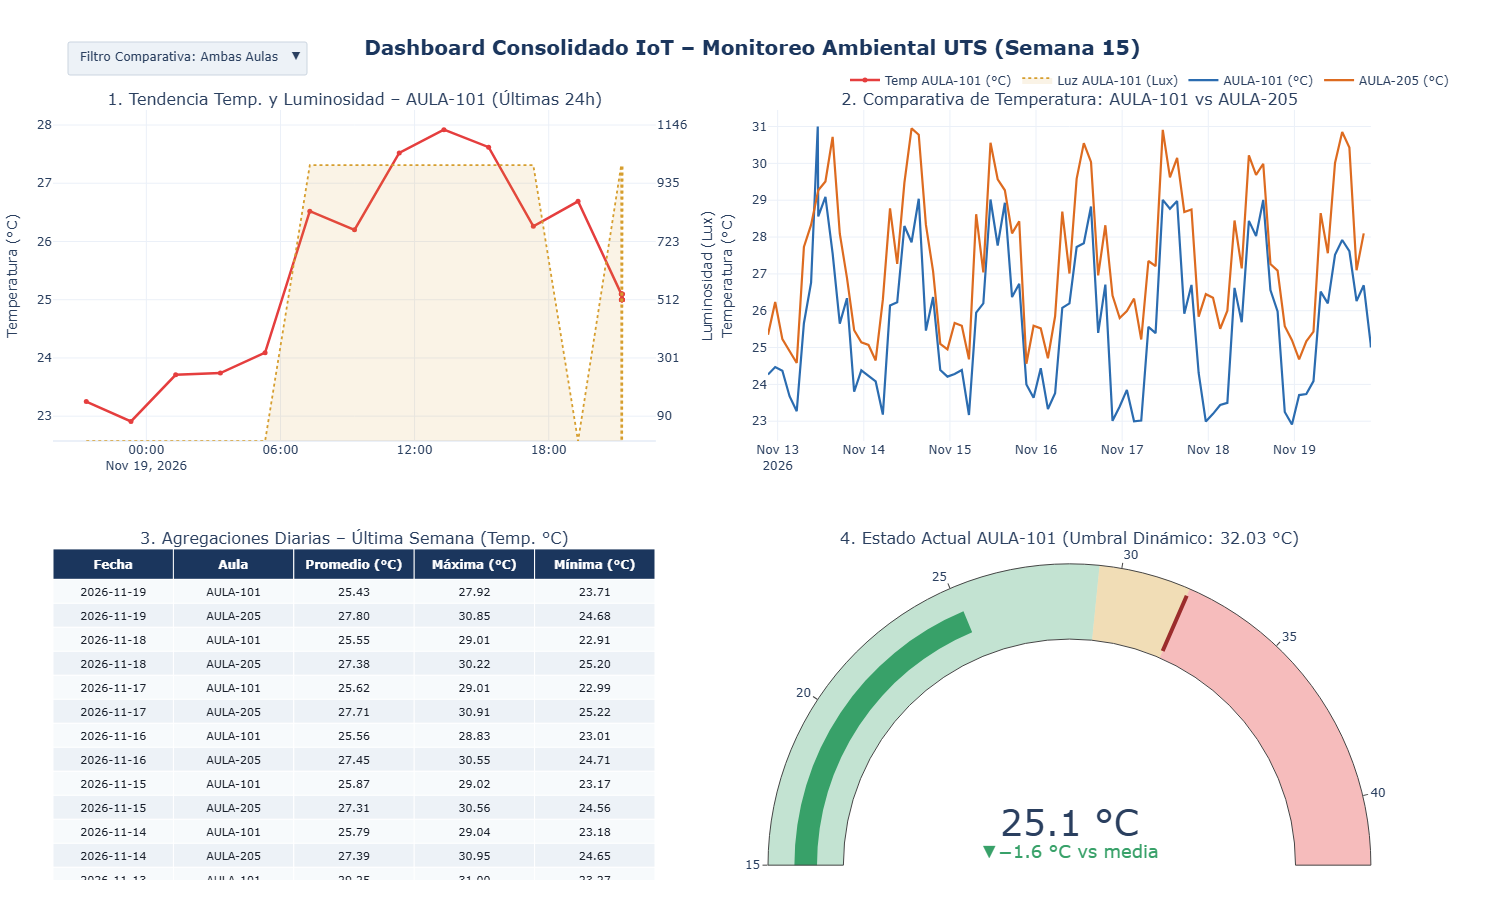 Dashboard Consolidado IoT – Monitoreo Ambiental UTS (Semana 15)
Filtro Comparativa: Ambas Aulas ▼
Temp AULA-101 (°C) Luz AULA-101 (Lux) AULA-101 (°C) AULA-205 (°C)
1. Tendencia Temp. y Luminosidad – AULA-101 (Últimas 24h)
Temperatura (°C)
28
27
26
25
24
23
1146
935
723
512
301
90
Luminosidad (Lux)
00:00 06:00 12:00 18:00
Nov 19, 2026
2. Comparativa de Temperatura: AULA-101 vs AULA-205
Temperatura (°C)
31
30
29
28
27
26
25
24
23
Nov 13 Nov 14 Nov 15 Nov 16 Nov 17 Nov 18 Nov 19
2026
3. Agregaciones Diarias – Última Semana (Temp. °C)
Fecha Aula Promedio (°C) Máxima (°C) Mínima (°C)
2026-11-19 AULA-101 25.43 27.92 23.71
2026-11-19 AULA-205 27.80 30.85 24.68
2026-11-18 AULA-101 25.55 29.01 22.91
2026-11-18 AULA-205 27.38 30.22 25.20
2026-11-17 AULA-101 25.62 29.01 22.99
2026-11-17 AULA-205 27.71 30.91 25.22
2026-11-16 AULA-101 25.56 28.83 23.01
2026-11-16 AULA-205 27.45 30.55 24.71
2026-11-15 AULA-101 25.87 29.02 23.17
2026-11-15 AULA-205 27.31 30.56 24.56
2026-11-14 AULA-101 25.79 29.04 23.18
2026-11-14 AULA-205 27.39 30.95 24.65
4. Estado Actual AULA-101 (Umbral Dinámico: 32.03 °C)
15
20
25
30
35
40
25.1 °C
▼−1.6 °C vs media